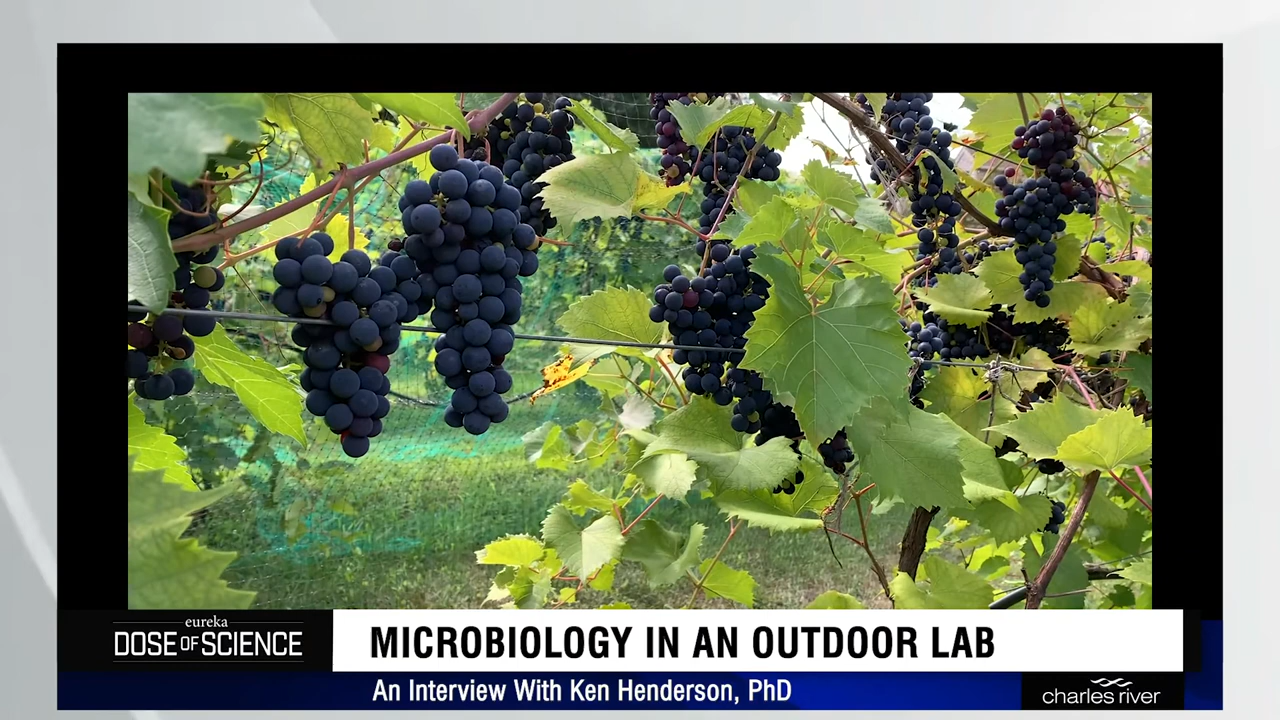 eureka
DOSE OF SCIENCE
MICROBIOLOGY IN AN OUTDOOR LAB
An Interview With Ken Henderson, PhD
charles river